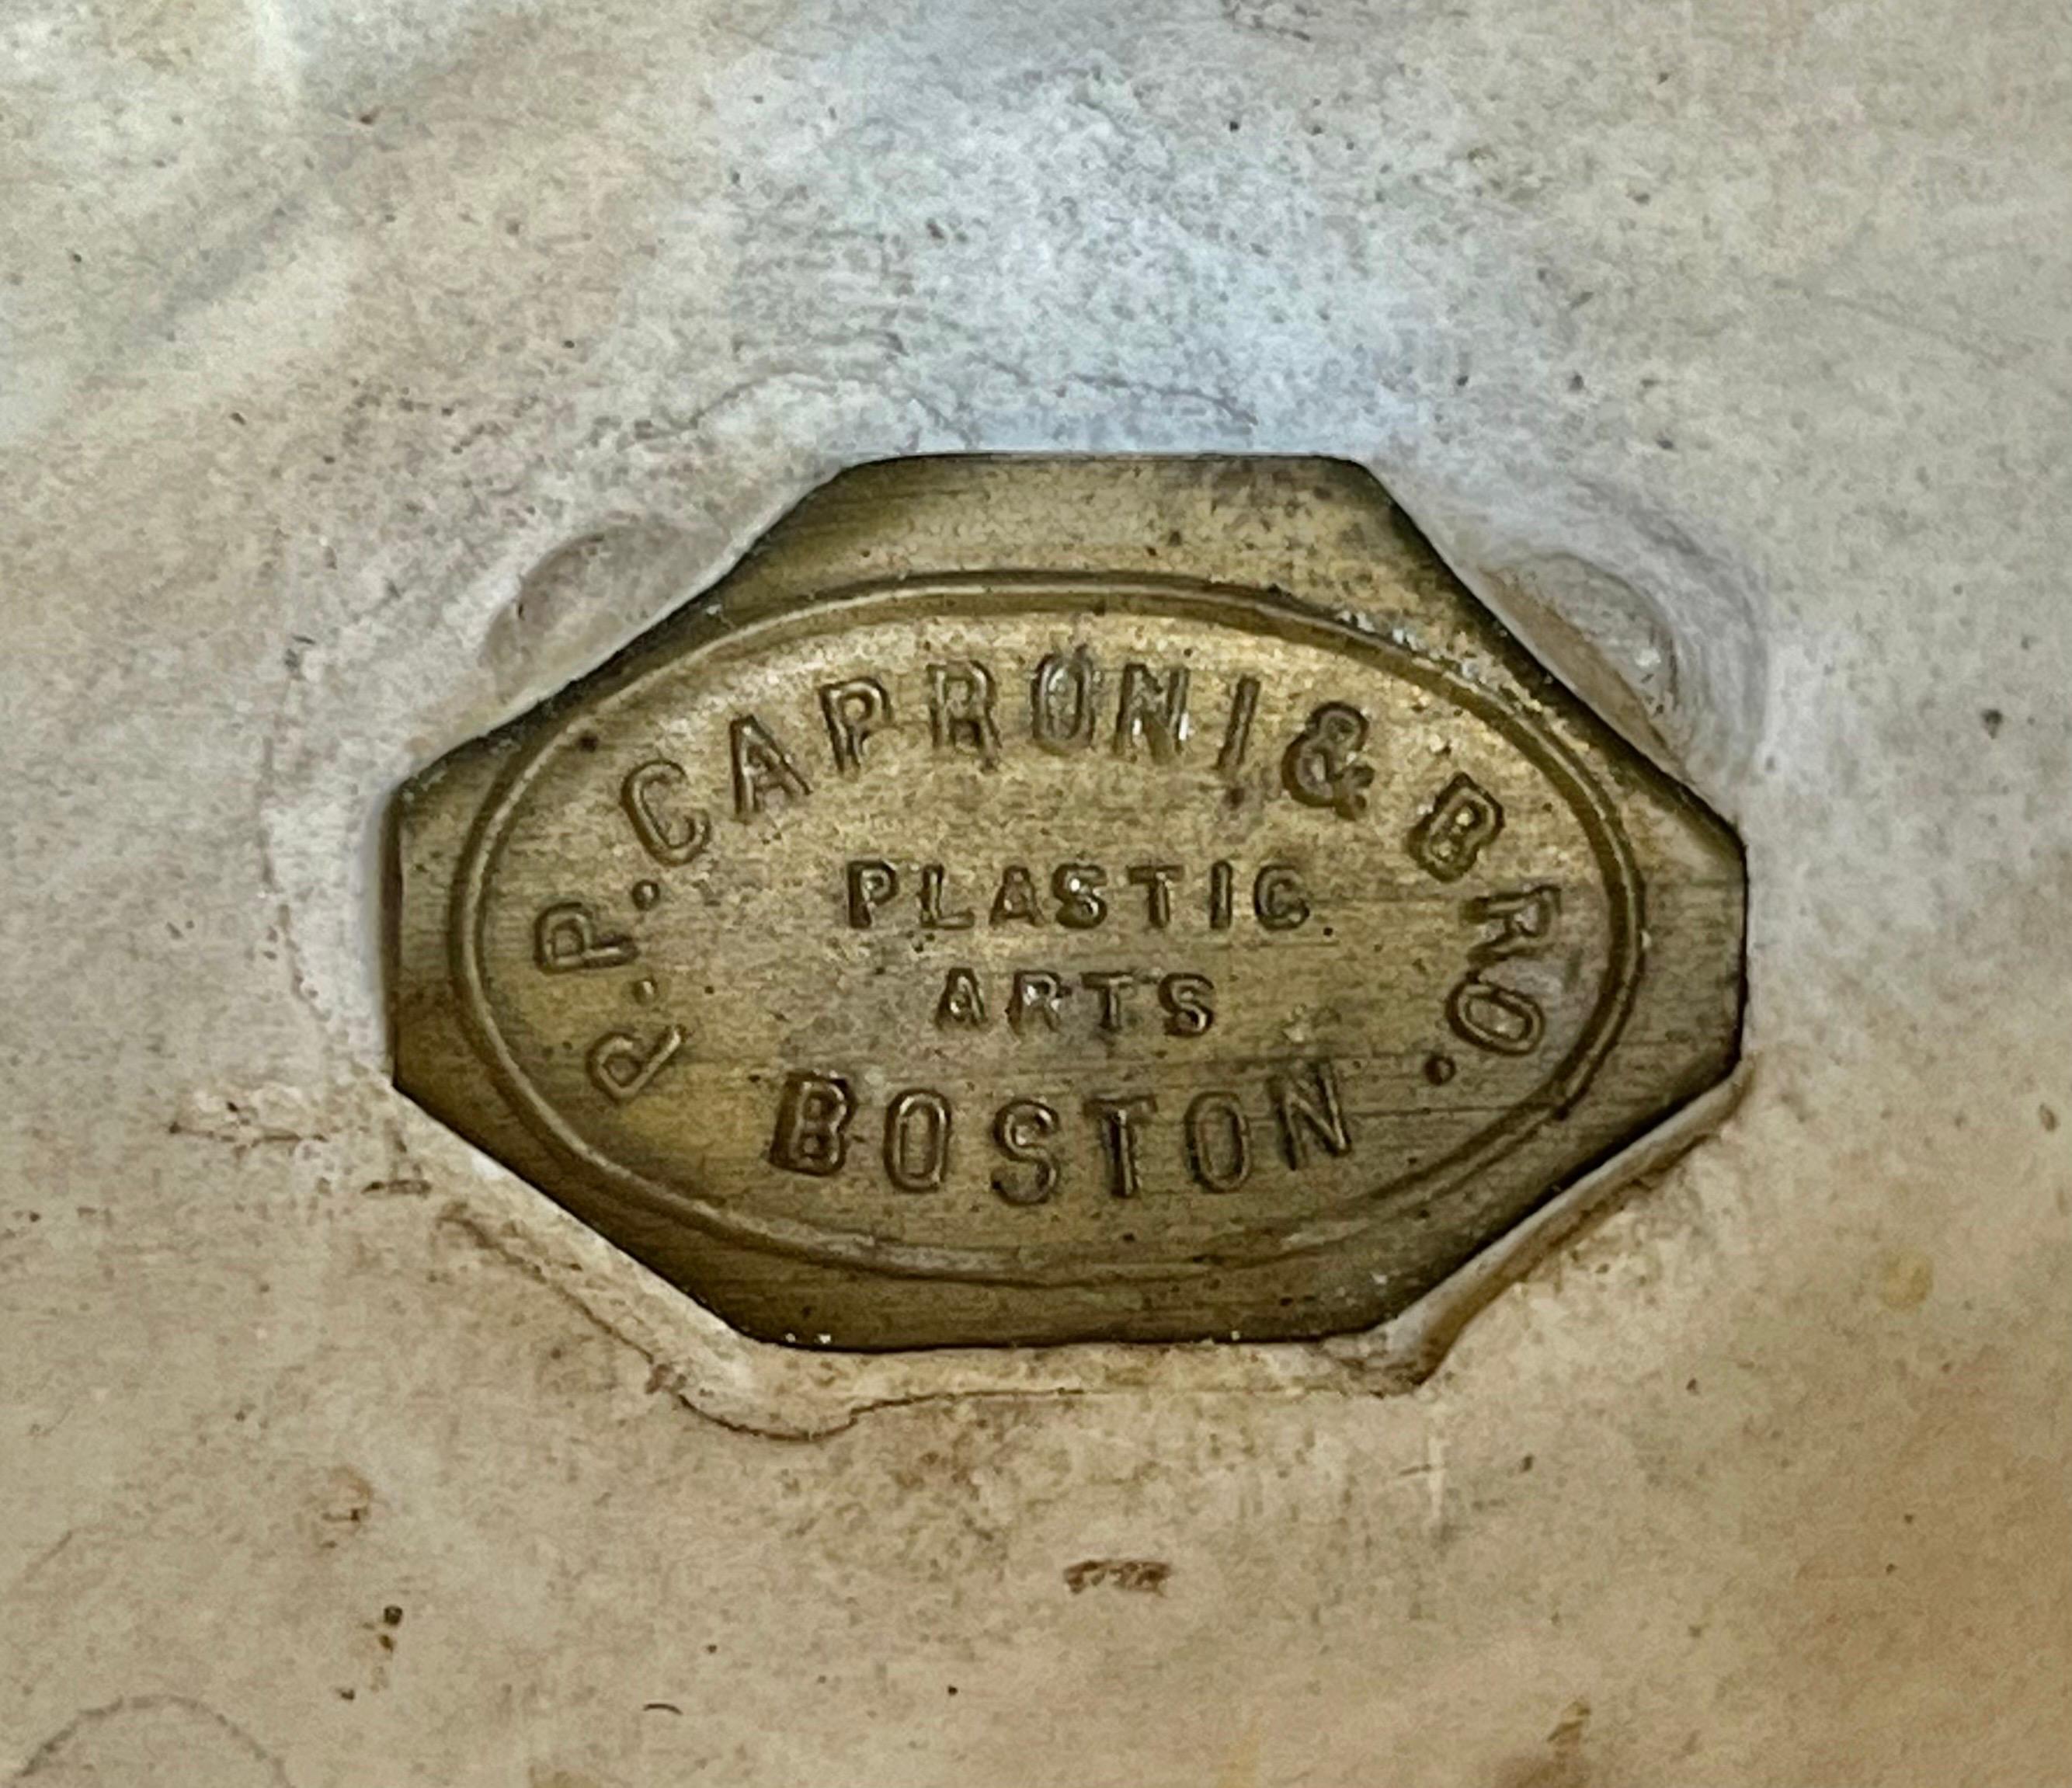 P.P. CAPRONI & BRO.
PLASTIC
ARTS
BOSTON